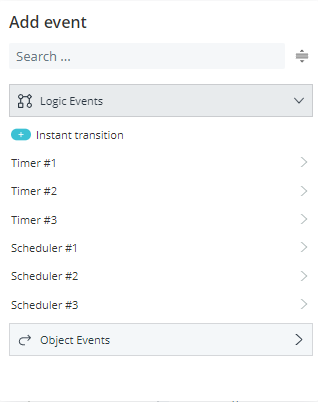 Add event
Search ...
Logic Events
Instant transition
Timer #1
Timer #2
Timer #3
Scheduler #1
Scheduler #2
Scheduler #3
Object Events